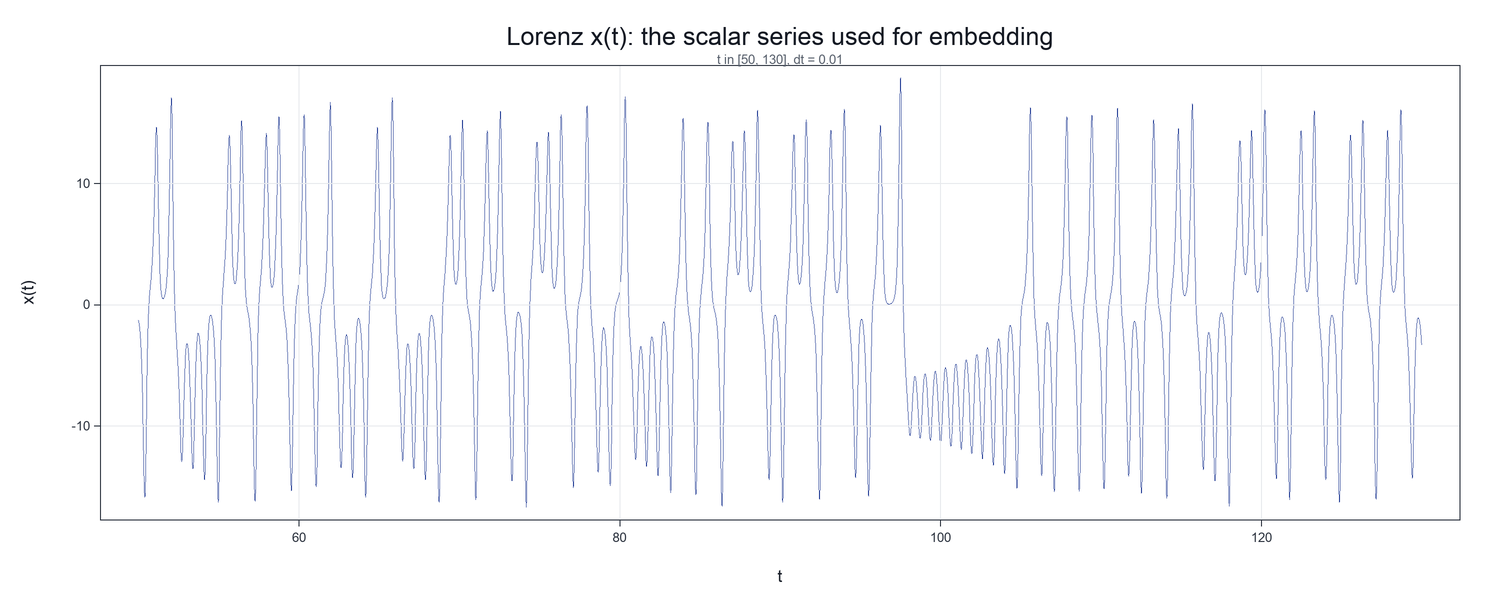 Lorenz x(t): the scalar series used for embedding
t in [50, 130], dt = 0.01
x(t)
10
0
-10
60
80
100
120
t